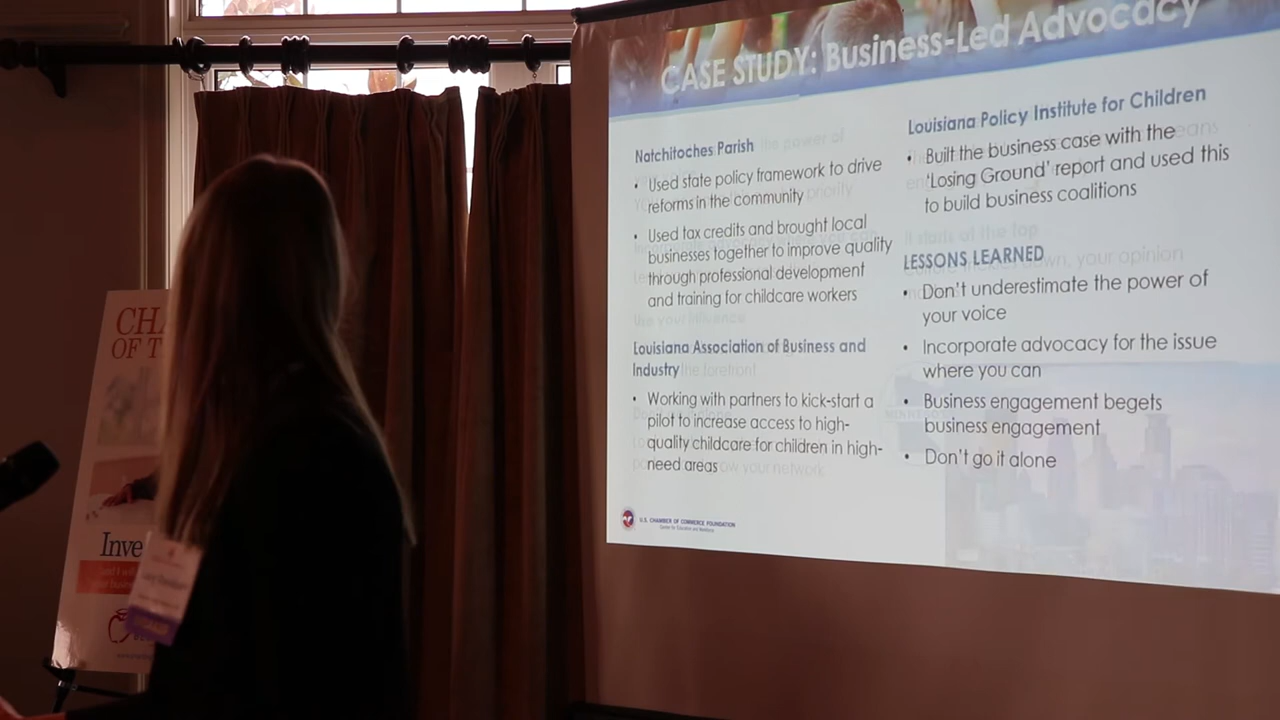 CASE STUDY: Business-Led Advocacy
Natchitoches Parish
• Used state policy framework to drive
reforms in the community
• Used tax credits and brought local
businesses together to improve quality
through professional development
and training for childcare workers
Louisiana Association of Business and
Industry
• Working with partners to kick-start a
pilot to increase access to high-
quality childcare for children in high-
need areas
U.S. CHAMBER OF COMMERCE FOUNDATION
Center for Education and Workforce
Louisiana Policy Institute for Children
• Built the business case with the
'Losing Ground' report and used this
to build business coalitions
LESSONS LEARNED
• Don't underestimate the power of
your voice
• Incorporate advocacy for the issue
where you can
• Business engagement begets
business engagement
• Don't go it alone
CHA
OF T
Inve